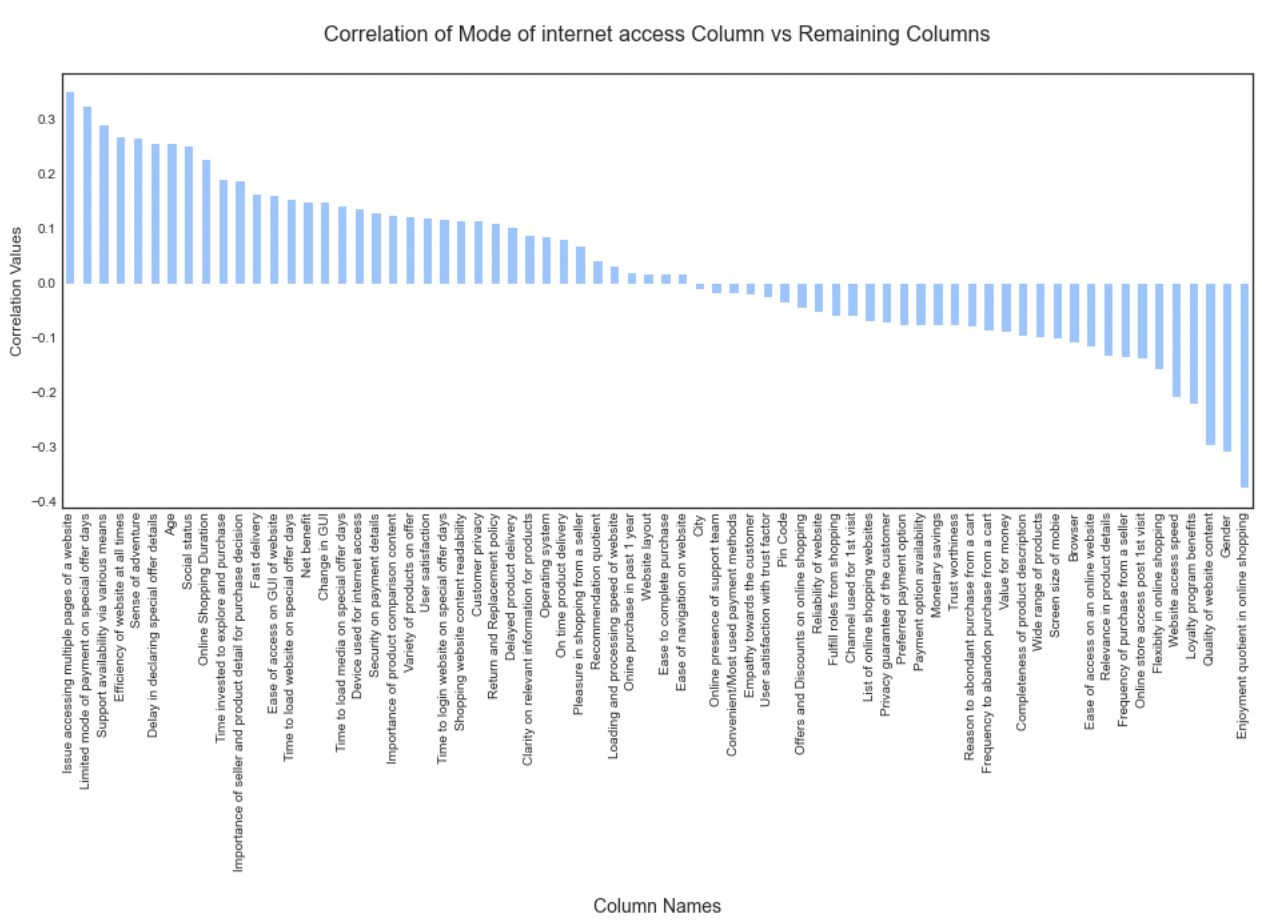 Correlation of Mode of internet access Column vs Remaining Columns
Correlation Values
0.3
0.2
0.1
0.0
−0.1
−0.2
−0.3
−0.4
Issue accessing multiple pages of a website
Limited mode of payment on special offer days
Support availability via various means
Efficiency of website at all times
Sense of adventure
Delay in declaring special offer details
Age
Social status
Online Shopping Duration
Time invested to explore and purchase
Importance of seller and product detail for purchase decision
Fast delivery
Ease of access on GUI of website
Time to load website on special offer days
Net benefit
Change in GUI
Time to load media on special offer days
Device used for internet access
Security on payment details
Importance of product comparison content
Variety of products on offer
User satisfaction
Time to login website on special offer days
Shopping website content readability
Customer privacy
Return and Replacement policy
Delayed product delivery
Clarity on relevant information for products
Operating system
On time product delivery
Pleasure in shopping from a seller
Recommendation quotient
Loading and processing speed of website
Onine purchase in past 1 year
Website layout
Ease to complete purchase
Ease of navigation on website
City
Online presence of support team
Convenient/Most used payment methods
Empathy towards the customer
User satisfaction with trust factor
Pin Code
Offers and Discounts on online shopping
Reliability of website
Fulfill roles from shopping
Channel used for 1st visit
List of online shopping websites
Privacy guarantee of the customer
Preferred payment option
Payment option availability
Monetary savings
Trust worthiness
Reason to abondant purchase from a cart
Frequency to abandon purchase from a cart
Value for money
Completeness of product description
Wide range of products
Screen size of mobie
Browser
Ease of access an online website
Relevance in product details
Frequency of purchase from a seller
Online store access post 1st visit
Flexibity in online shopping
Website access speed
Loyalty program benefits
Quality of website content
Gender
Enjoyment quotient in online shopping
Column Names